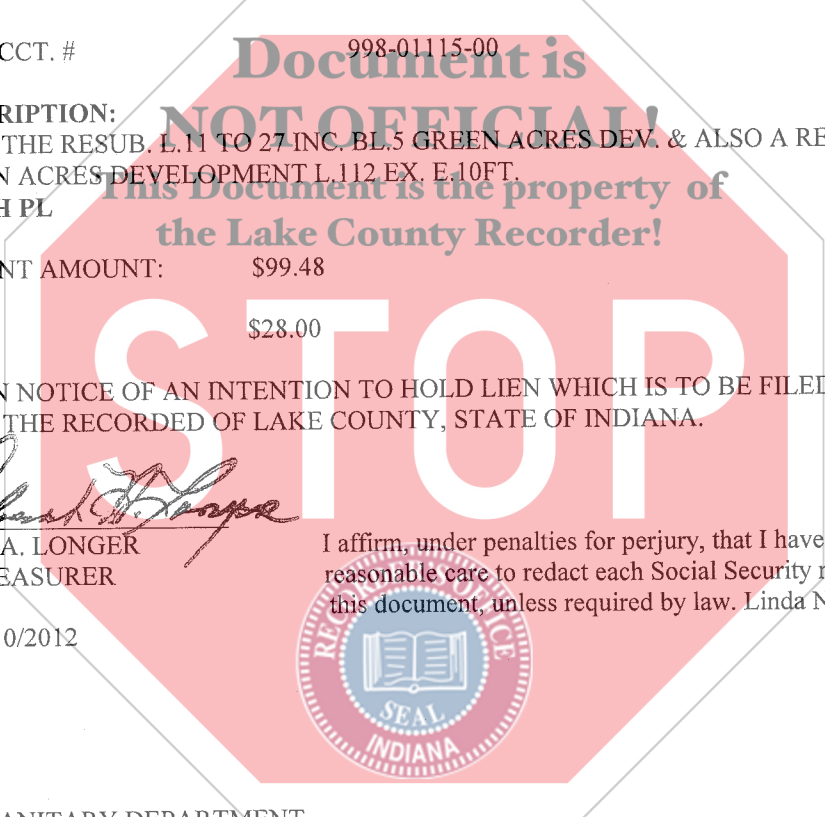 CCT. # 998-01115-00
Document is
NOT OFFICIAL!
RIPTION:
THE RESUB. L.11 TO 27 INC, BL.5 GREEN ACRES DEV. & ALSO A RE
N ACRES DEVELOPMENT L.112 EX. E.10FT.
This Document is the property of
H PL
the Lake County Recorder!
NT AMOUNT: $99.48
$28.00
STOP
N NOTICE OF AN INTENTION TO HOLD LIEN WHICH IS TO BE FILED
THE RECORDED OF LAKE COUNTY, STATE OF INDIANA.
A. LONGER
EASURER
I affirm, under penalties for perjury, that I have
reasonable care to redact each Social Security n
this document, unless required by law. Linda N
0/2012
RECORDER'S OFFICE
SEAL
INDIANA
ANITARY DEPARTMENT